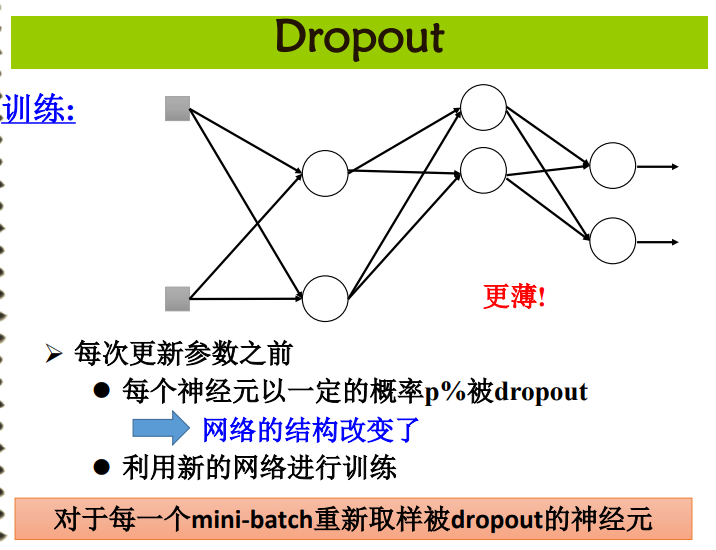 Dropout
训练:
更薄!
➢ 每次更新参数之前
● 每个神经元以一定的概率p%被dropout
网络的结构改变了
● 利用新的网络进行训练
对于每一个mini-batch重新取样被dropout的神经元